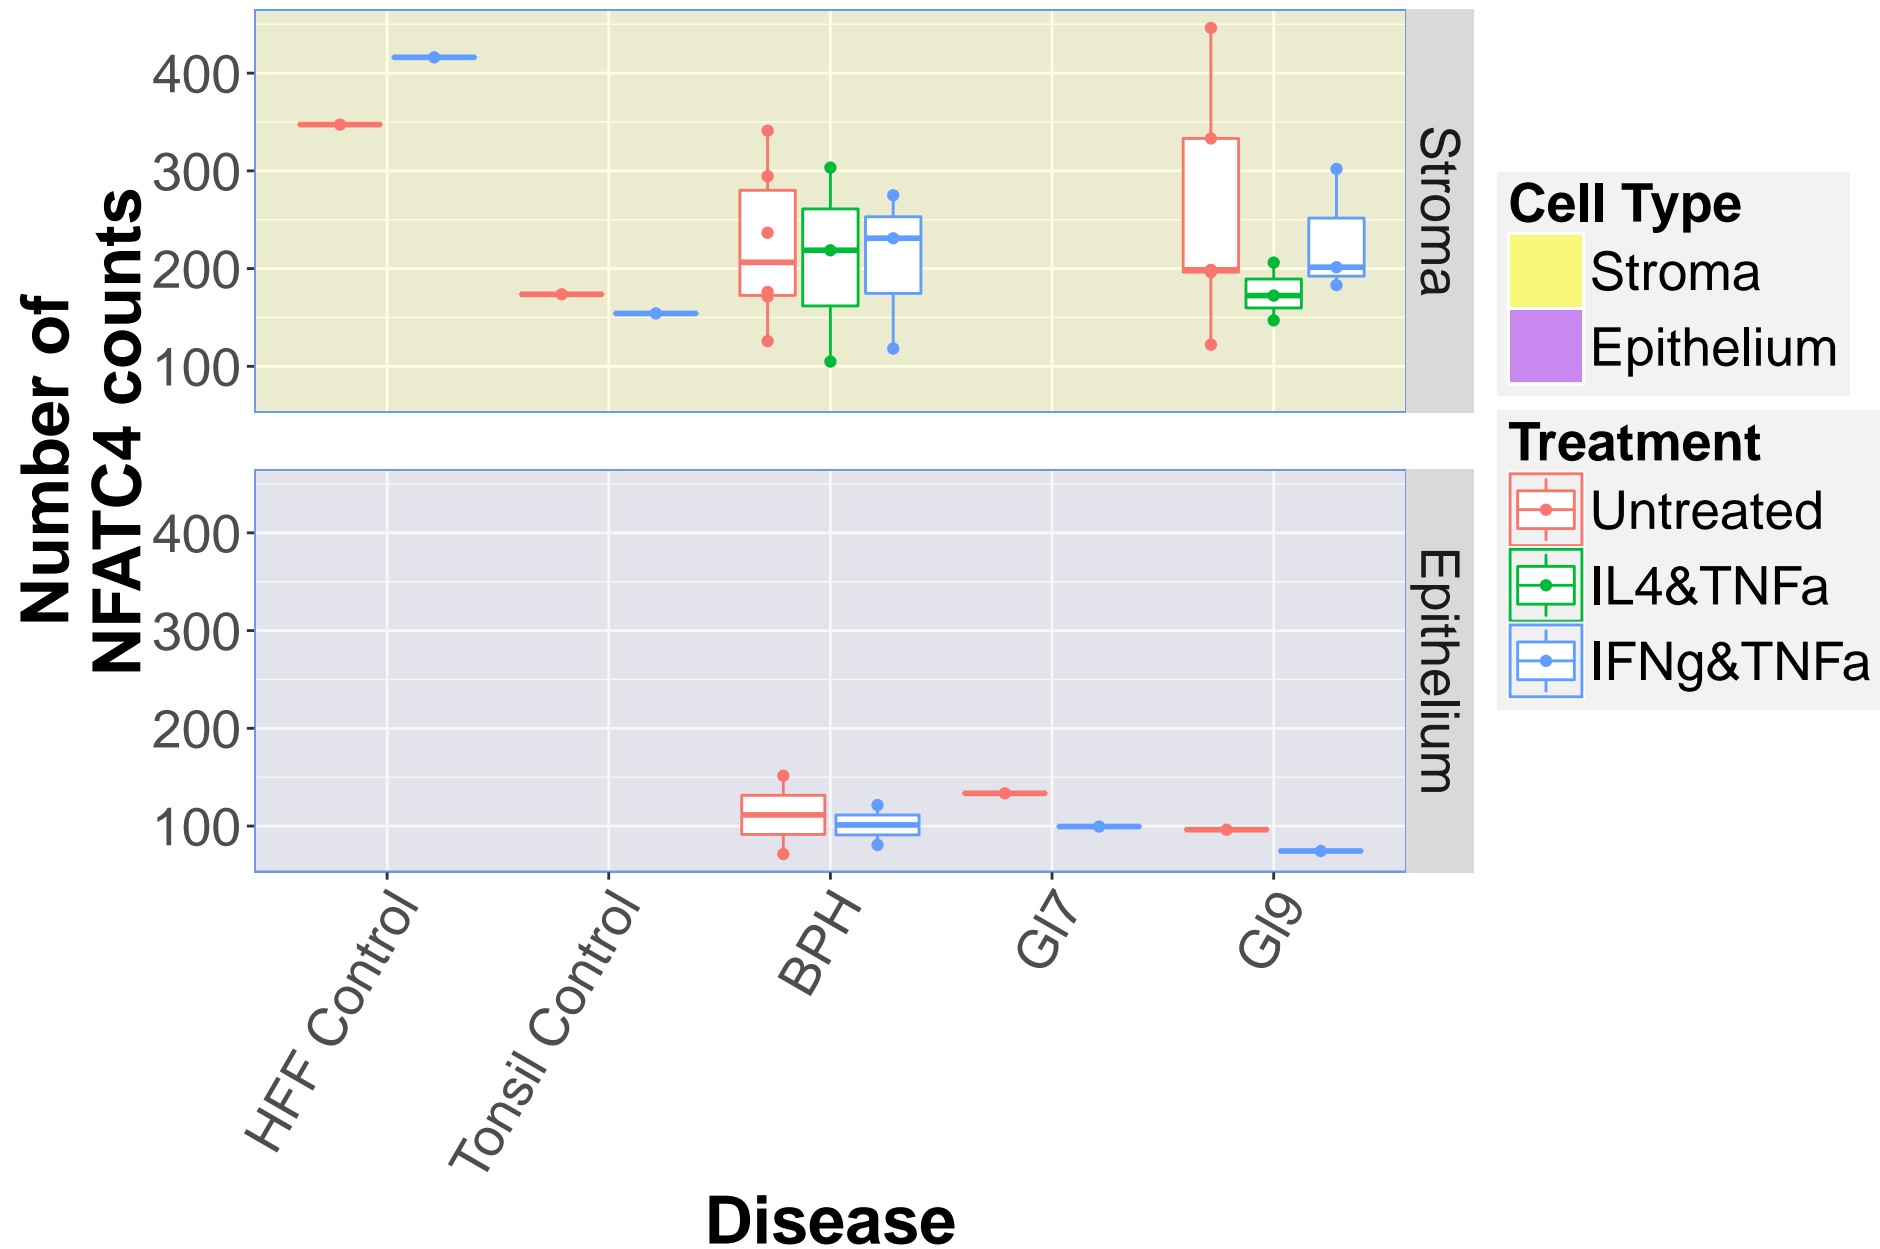 Number of
NFATC4 counts
400
300
200
100
Stroma
400
300
200
100
Epithelium
HFF Control
Tonsil Control
BPH
Gl7
Gl9
Disease
Cell Type
Stroma
Epithelium
Treatment
Untreated
IL4&TNFa
IFNg&TNFa